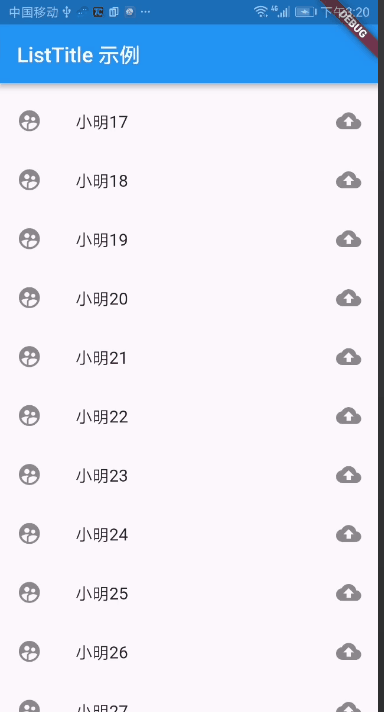 中国移动 下午3:20
DEBUG
ListTitle 示例
小明17
小明18
小明19
小明20
小明21
小明22
小明23
小明24
小明25
小明26
小明27